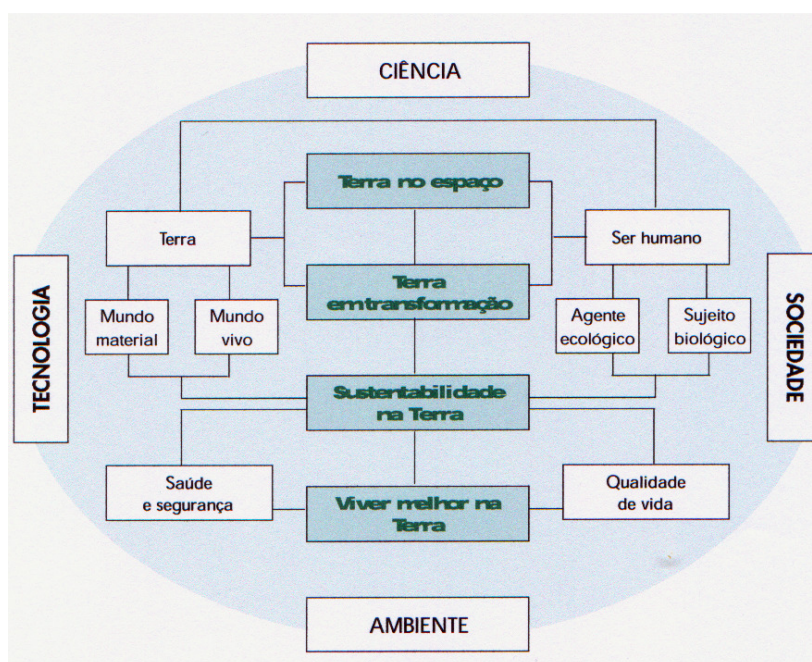 CIÊNCIA
Terra no espaço
Terra
Ser humano
Terra
em transformação
TECNOLOGIA
SOCIEDADE
Mundo
material
Mundo
vivo
Agente
ecológico
Sujeito
biológico
Sustentabilidade
na Terra
Saúde
e segurança
Qualidade
de vida
Viver melhor na
Terra
AMBIENTE